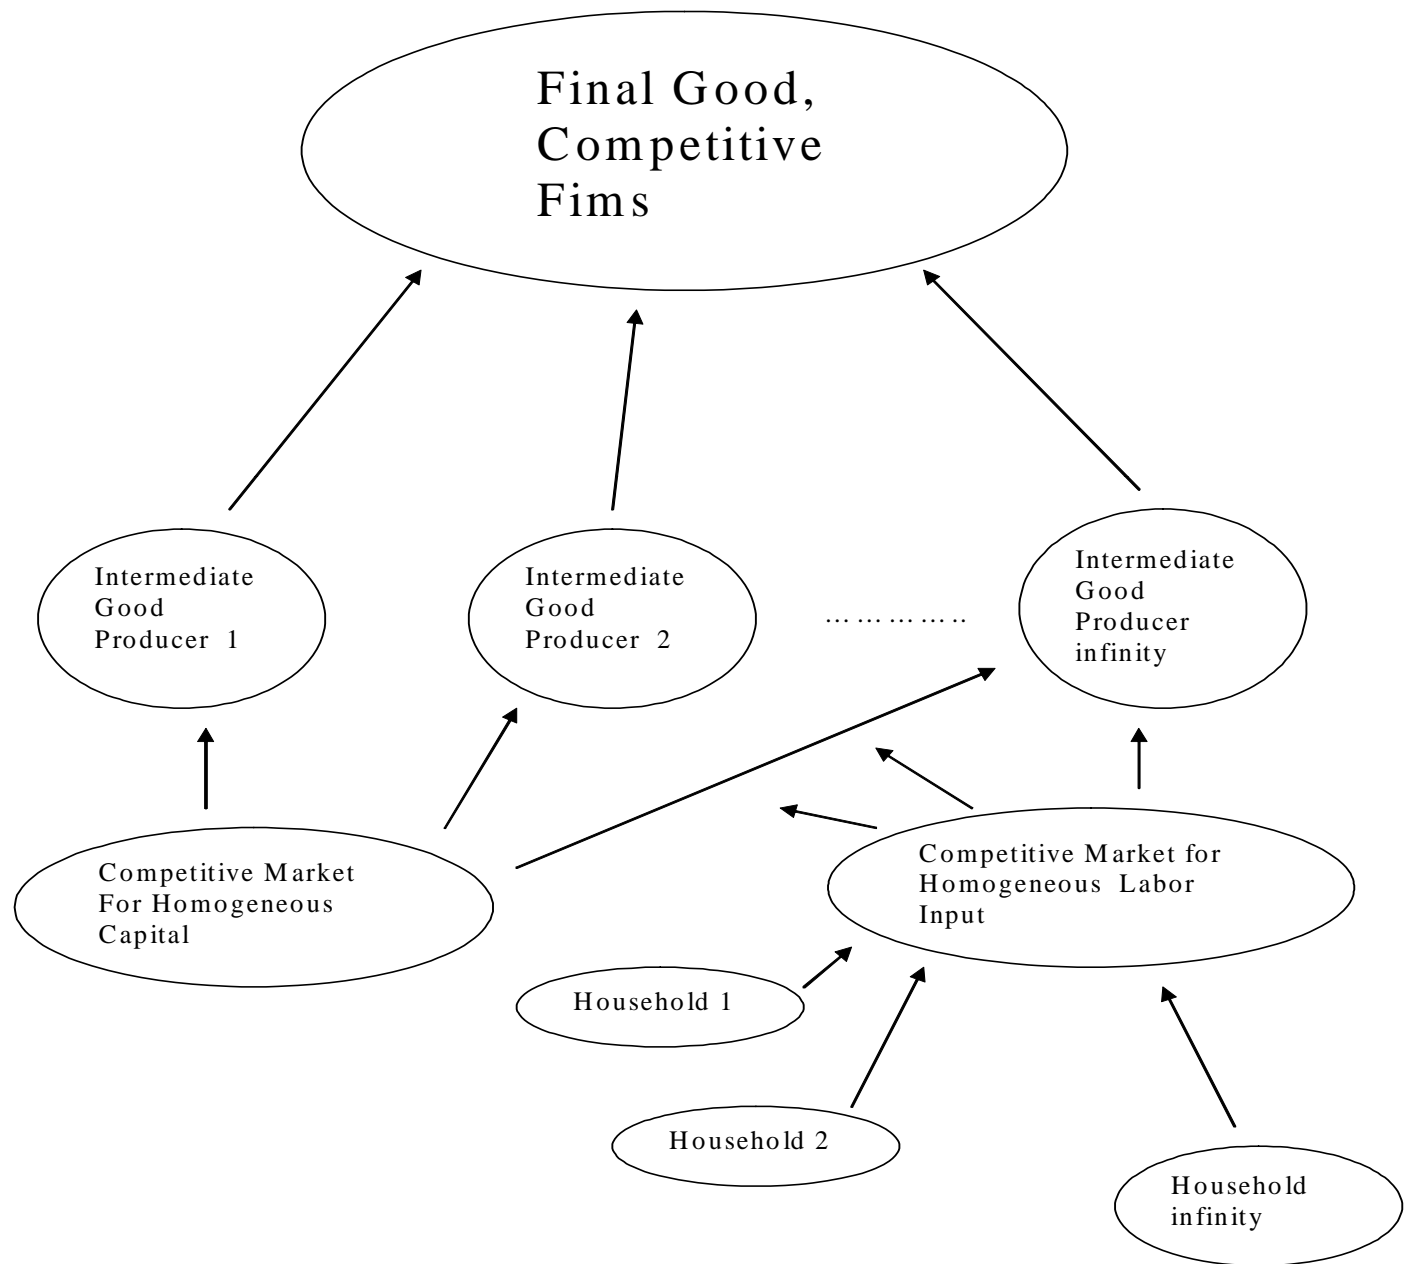 Final Good,
Competitive
Fims
Intermediate
Good
Producer 1
Intermediate
Good
Producer 2
…………..
Intermediate
Good
Producer
infinity
Competitive Market
For Homogeneous
Capital
Competitive Market for
Homogeneous Labor
Input
Household 1
Household 2
Household
infinity